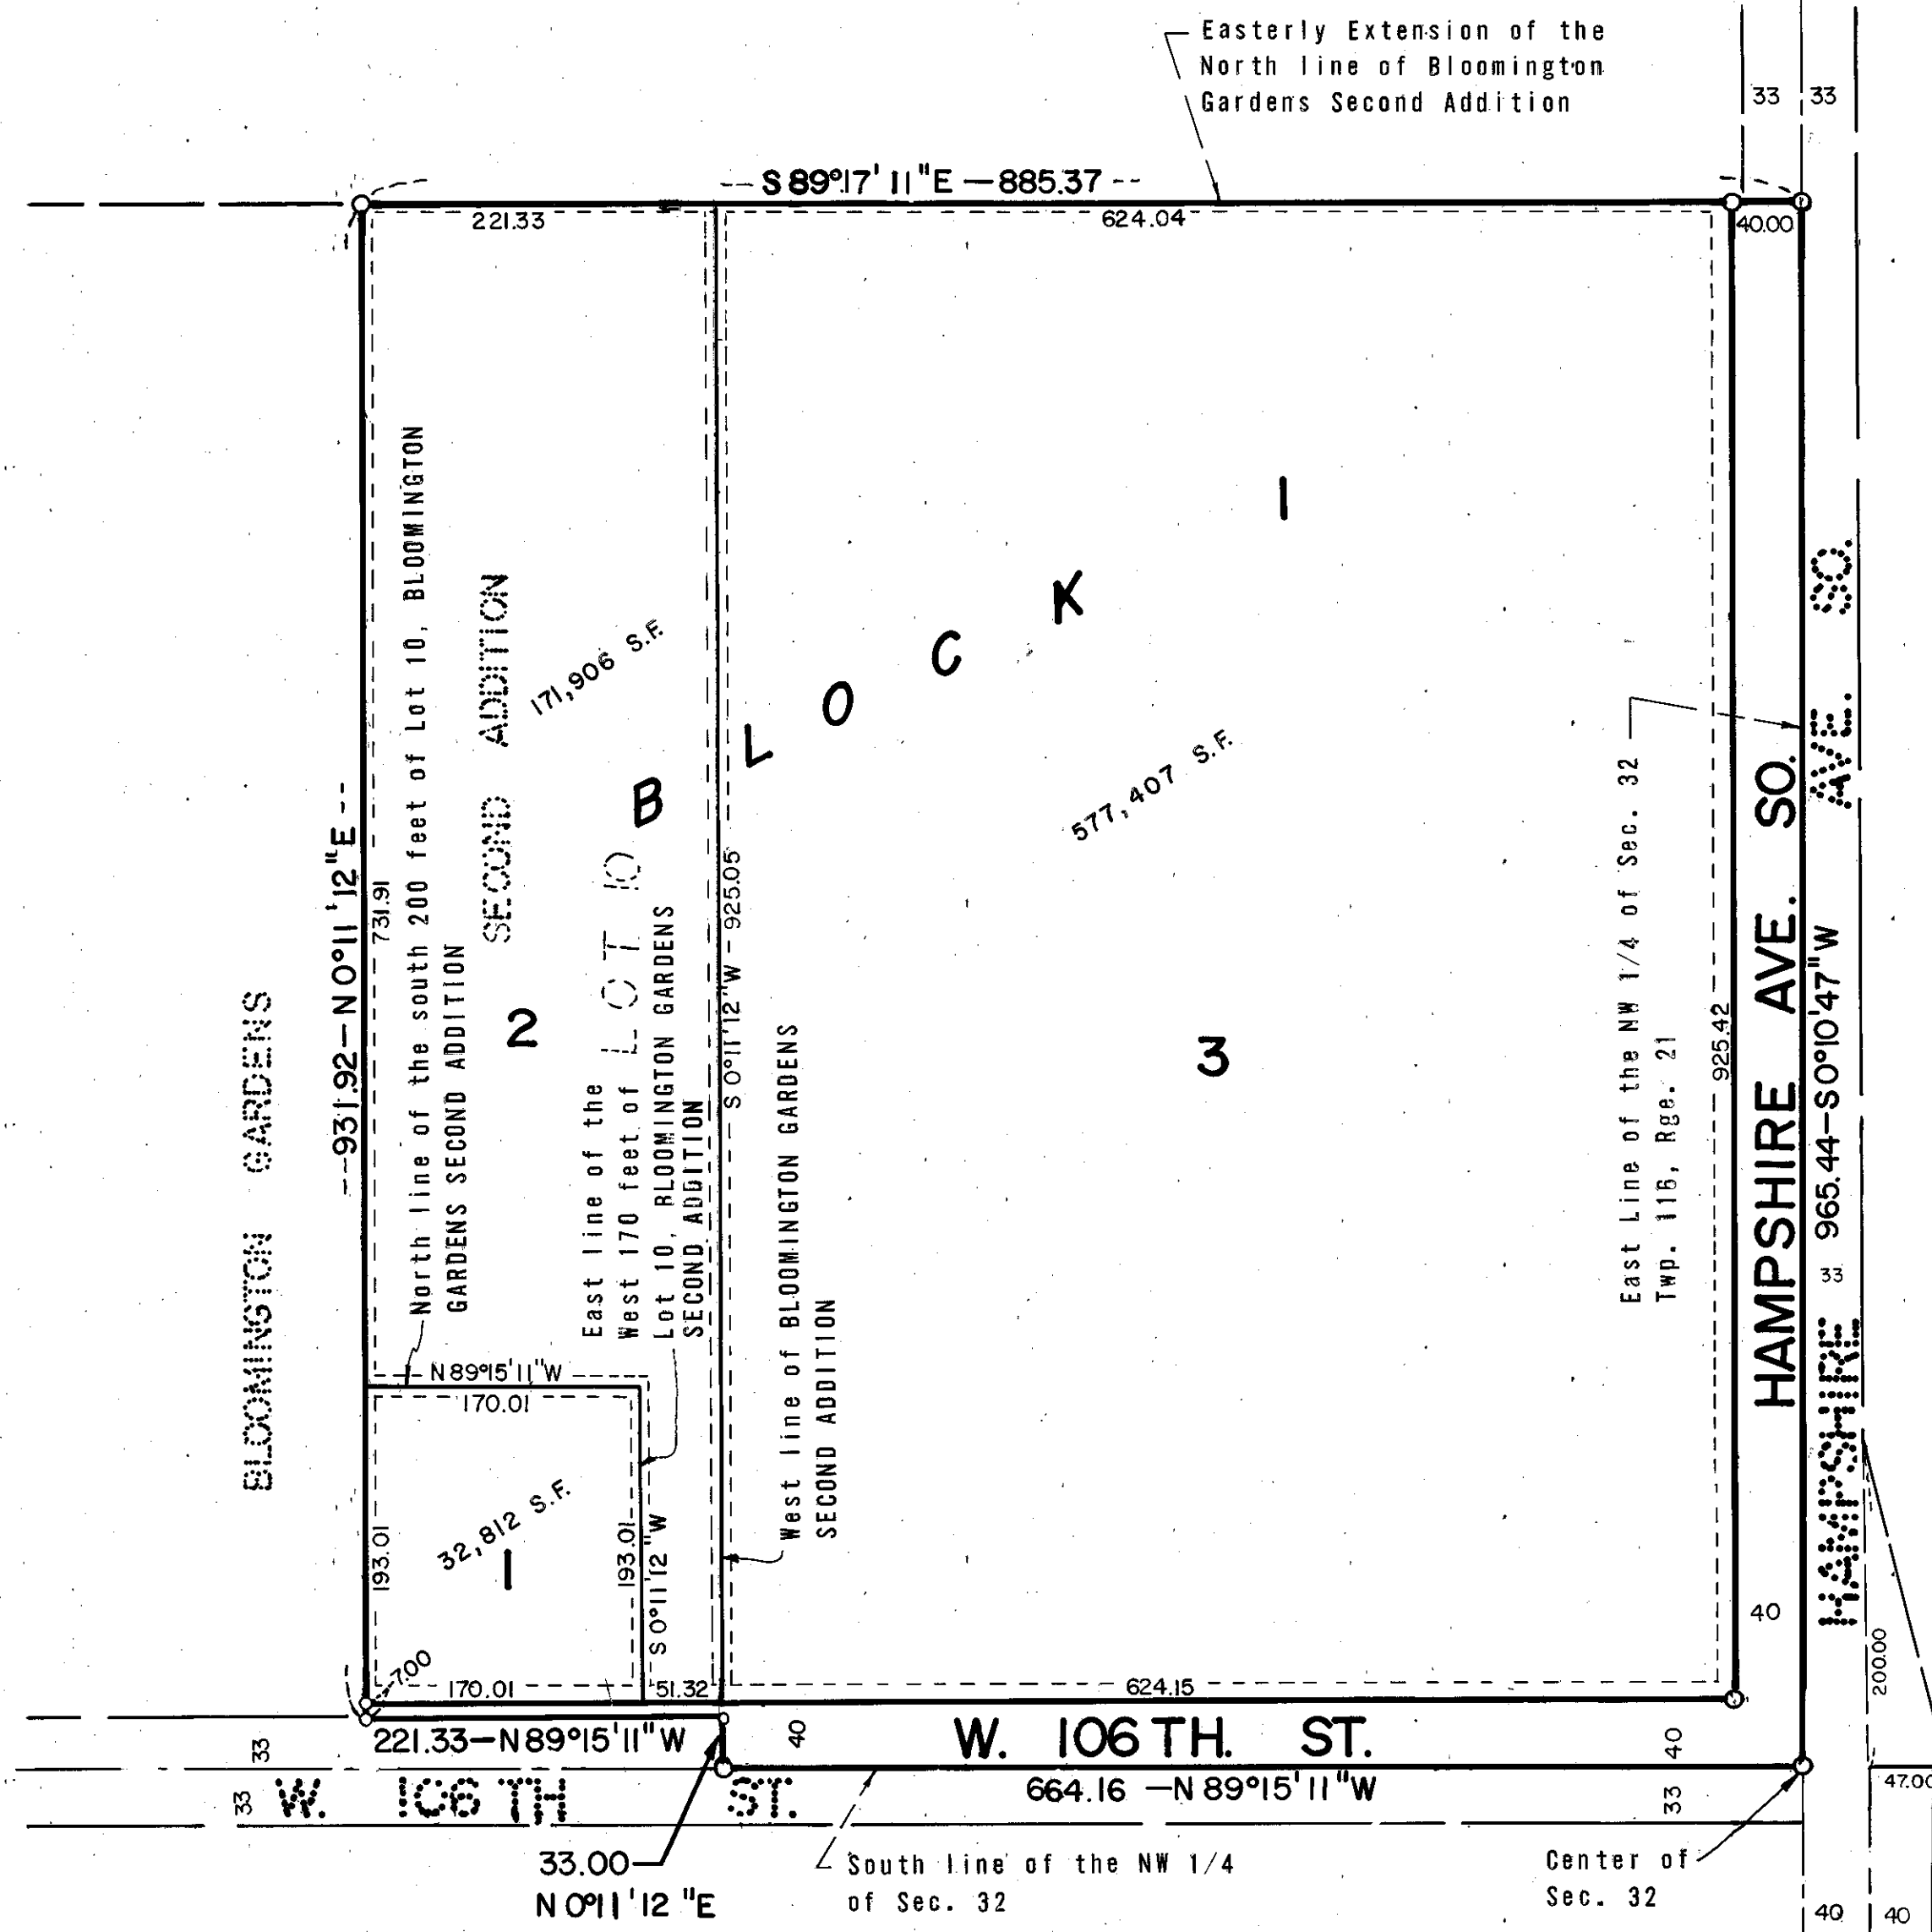 Easterly Extension of the
North line of Bloomington
Gardens Second Addition
33 33
S 89°17'11"E — 885.37
221.33
624.04
40.00
North line of the south 200 feet of Lot 10, BLOOMINGTON
GARDENS SECOND ADDITION
SECOND ADDITION
171,906 S.F.
BLOCK 1
577,407 S.F.
--931.92—N 0°11'12"E--
731.91
LOT 10
East line of the
West 170 feet of
Lot 10, BLOOMINGTON GARDENS
SECOND ADDITION
S 0°11'12"W - 925.05
West line of BLOOMINGTON GARDENS
SECOND ADDITION
2
3
East Line of the NW 1/4 of Sec. 32
Twp. 116, Rge. 21
925.42
HAMPSHIRE AVE. SO.
HAMPSHIRE AVE. SO.
965.44—S 0°10'47"W
33
BLOOMINGTON GARDENS
N 89°15'11"W
170.01
193.01
32,812 S.F.
1
193.01
S 0°11'12"W
40
200.00
7.00
170.01
51.32
624.15
221.33—N 89°15'11"W
40
W. 106TH. ST.
40
33
33
W. 106TH ST.
664.16 —N 89°15'11"W
33
47.00
33.00
N 0°11'12"E
South line of the NW 1/4
of Sec. 32
Center of
Sec. 32
40 40